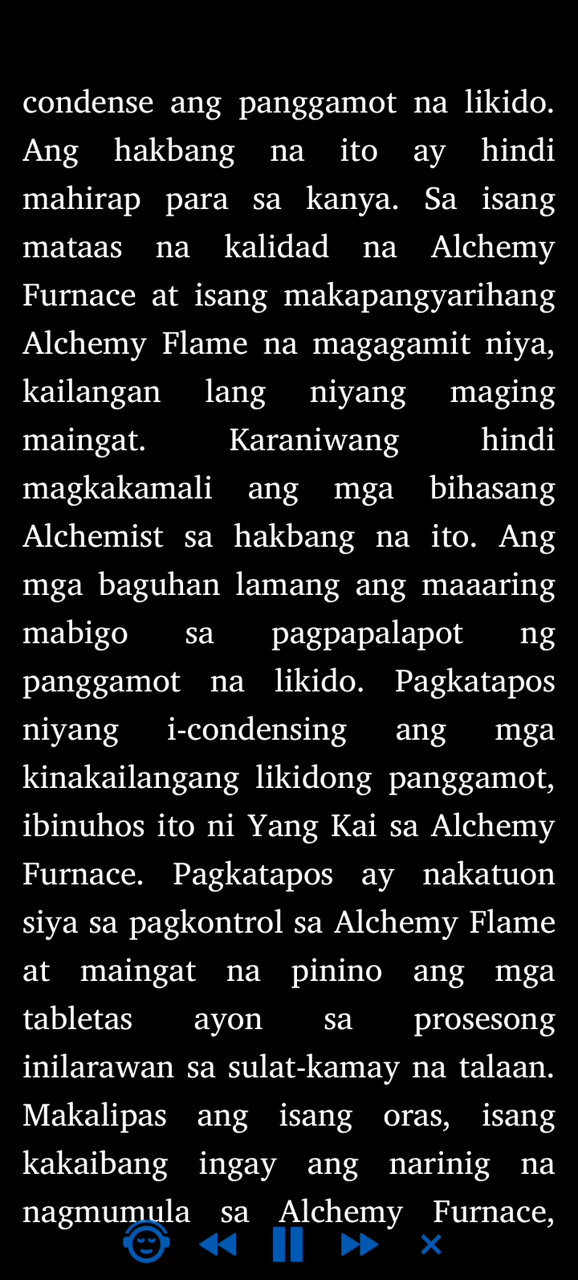 condense ang panggamot na likido.
Ang hakbang na ito ay hindi
mahirap para sa kanya. Sa isang
mataas na kalidad na Alchemy
Furnace at isang makapangyarihang
Alchemy Flame na magagamit niya,
kailangan lang niyang maging
maingat. Karaniwang hindi
magkakamali ang mga bihasang
Alchemist sa hakbang na ito. Ang
mga baguhan lamang ang maaaring
mabigo sa pagpapalapot ng
panggamot na likido. Pagkatapos
niyang i-condensing ang mga
kinakailangang likidong panggamot,
ibinuhos ito ni Yang Kai sa Alchemy
Furnace. Pagkatapos ay nakatuon
siya sa pagkontrol sa Alchemy Flame
at maingat na pinino ang mga
tabletas ayon sa prosesong
inilarawan sa sulat-kamay na talaan.
Makalipas ang isang oras, isang
kakaibang ingay ang narinig na
nagmumula sa Alchemy Furnace,